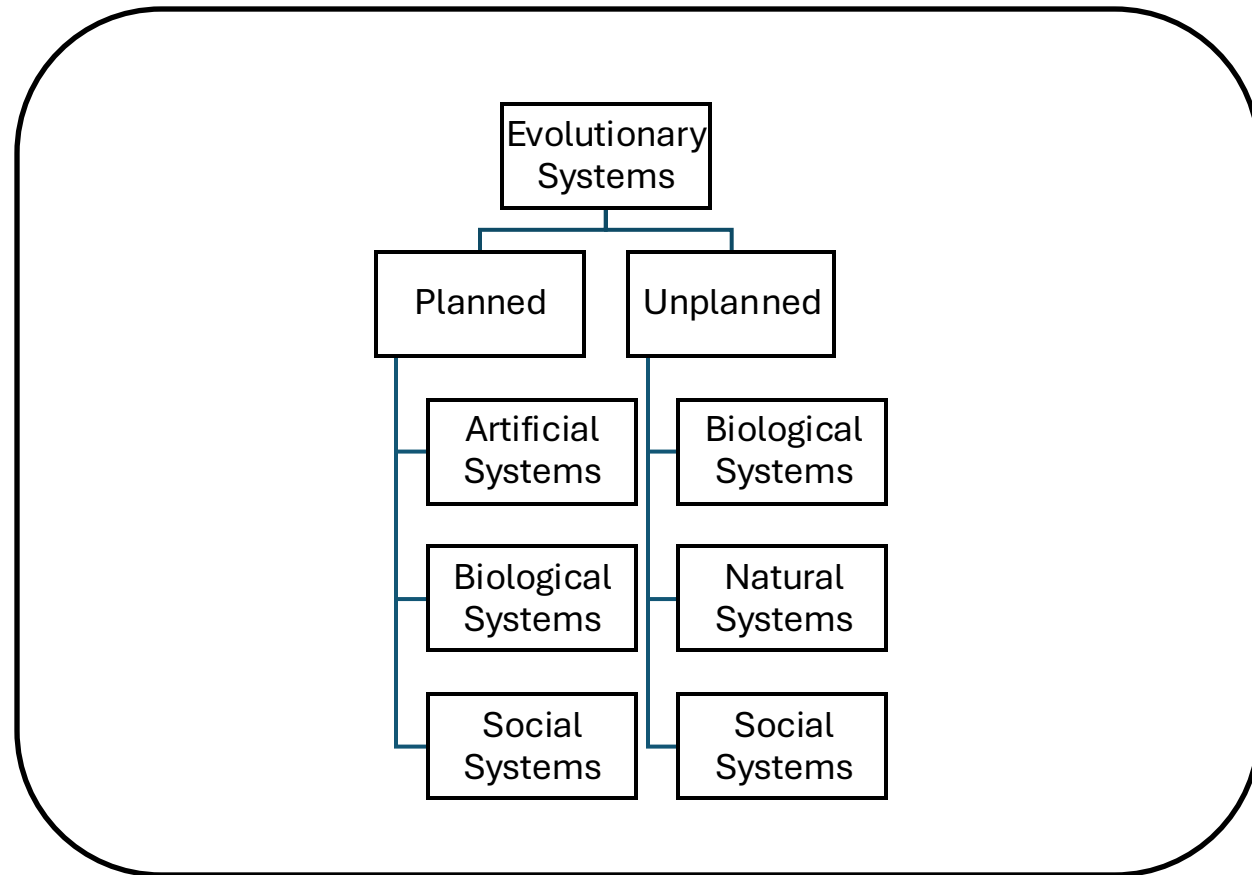 Evolutionary
Systems
Planned
Unplanned
Artificial
Systems
Biological
Systems
Social
Systems
Biological
Systems
Natural
Systems
Social
Systems